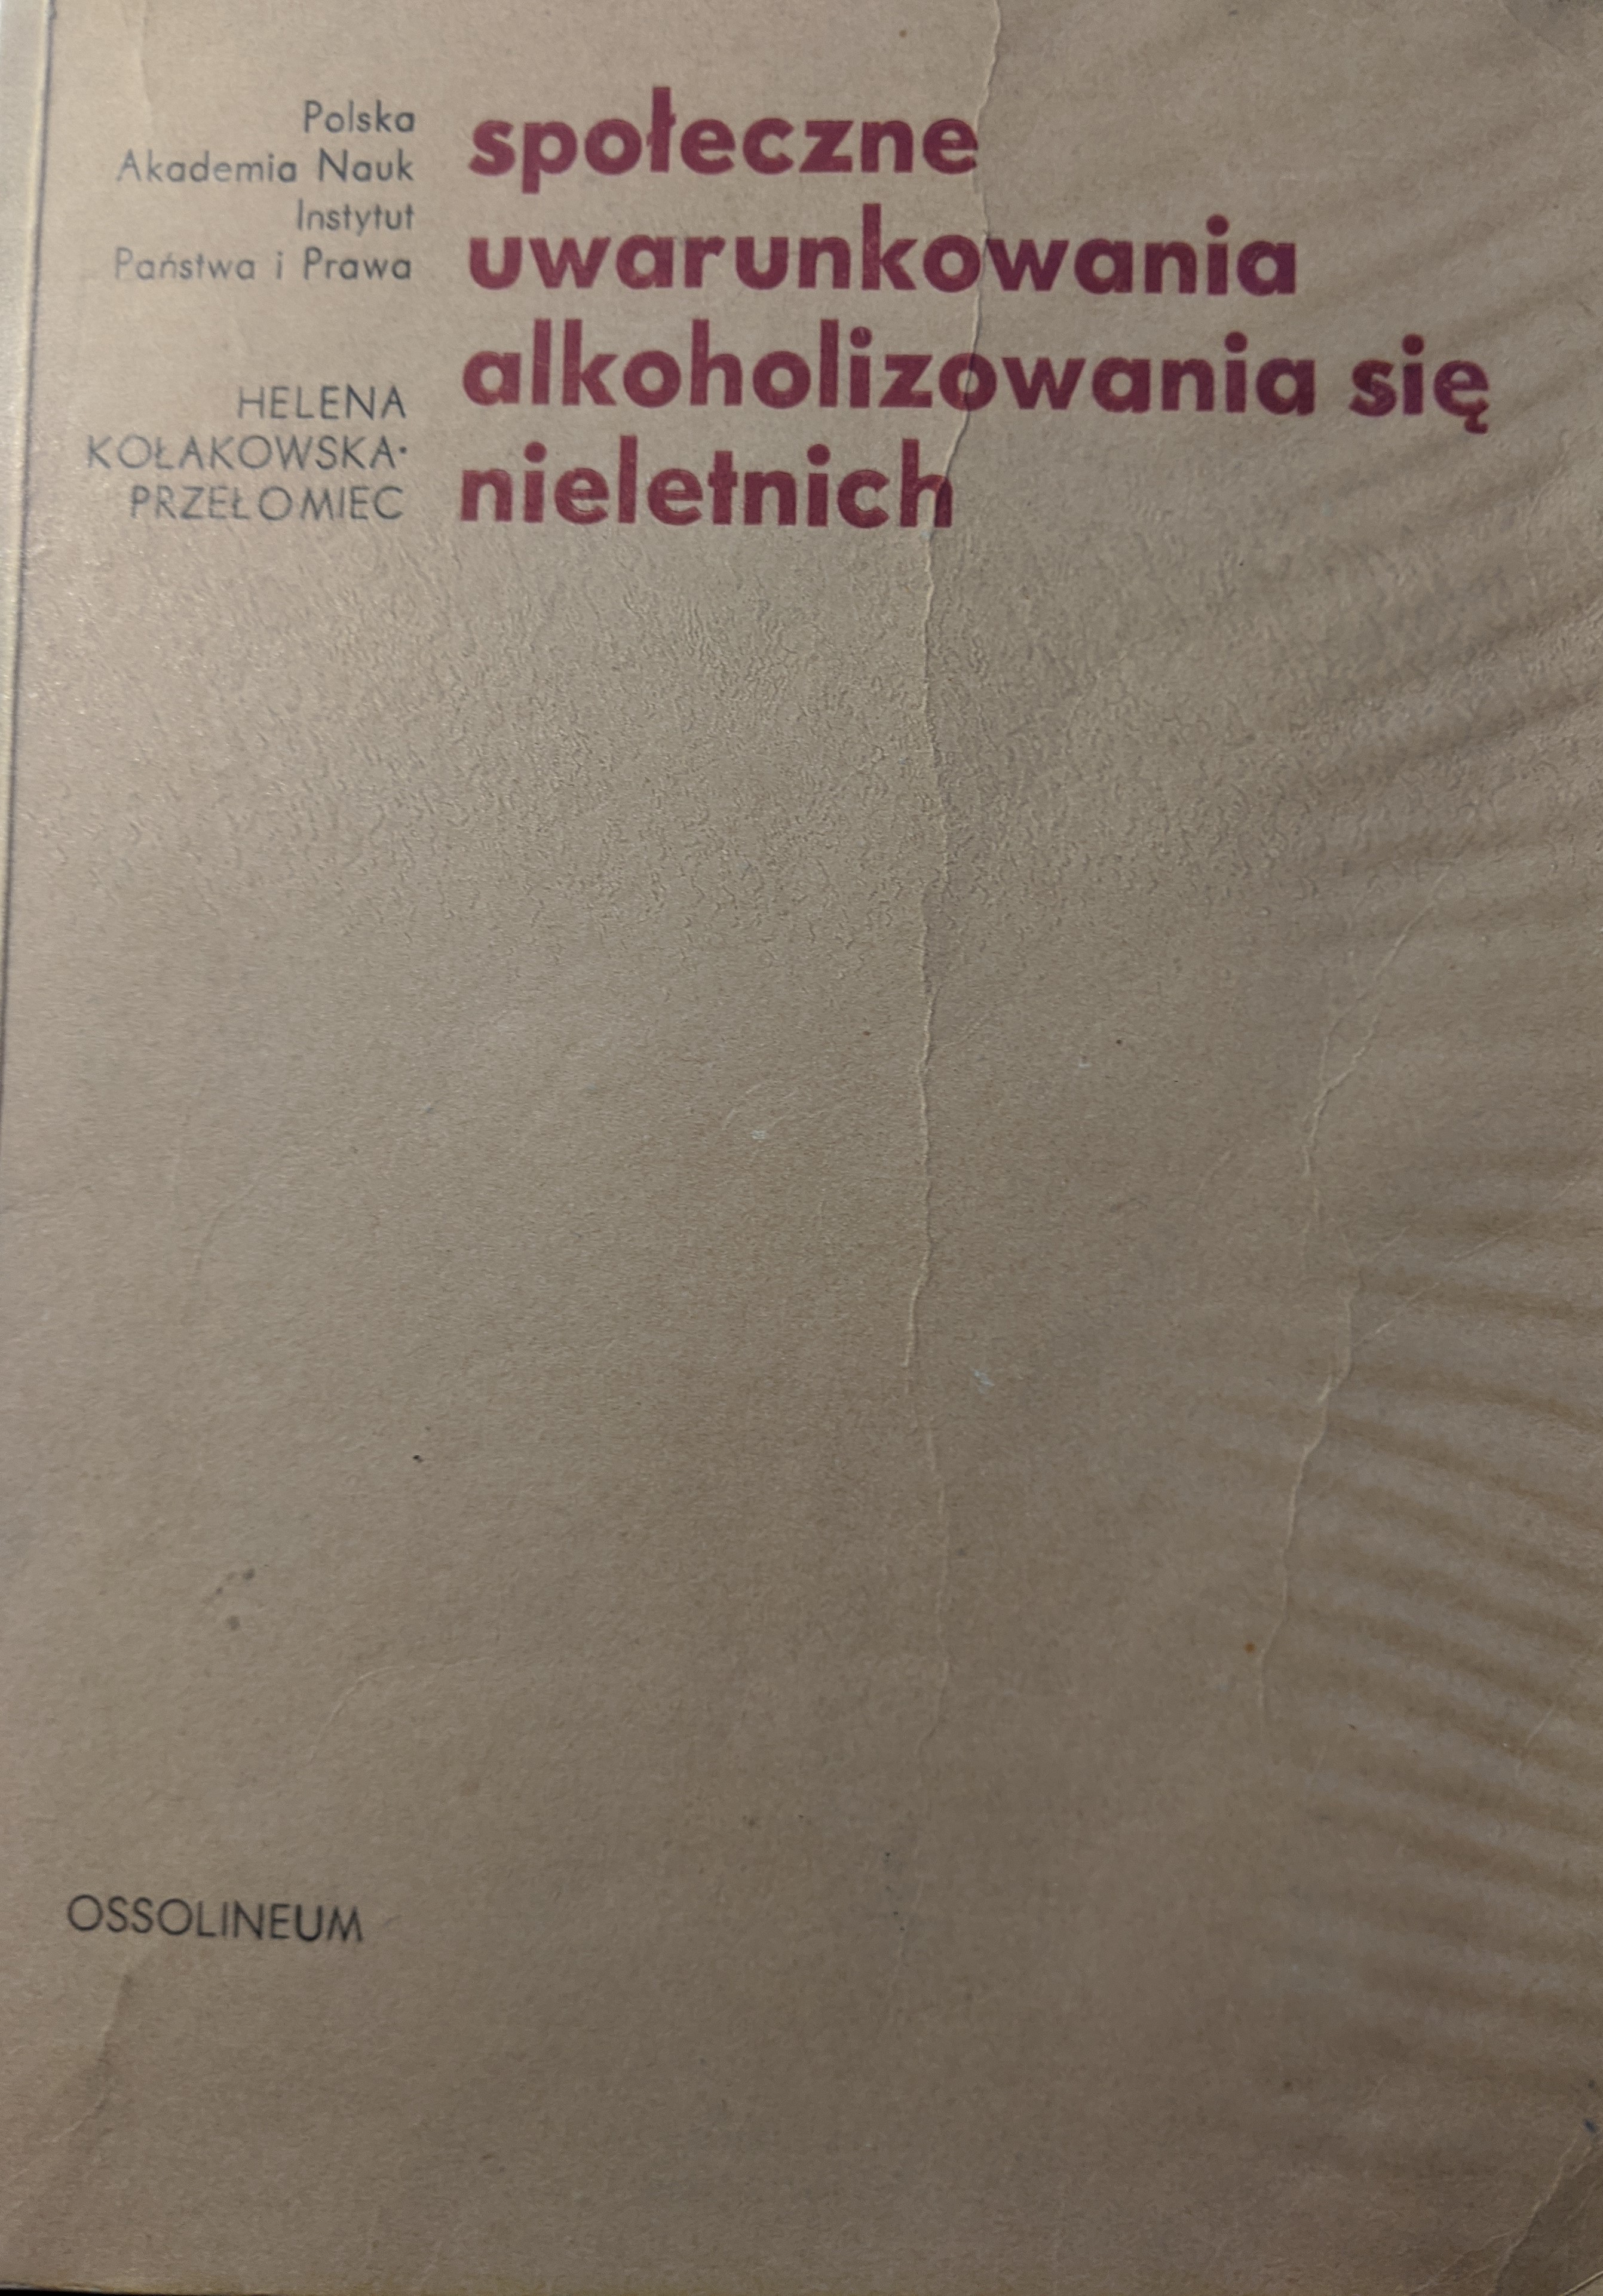 Polska
Akademia Nauk
Instytut
Państwa i Prawa
HELENA
KOŁAKOWSKA-
PRZEŁOMIEC
społeczne
uwarunkowania
alkoholizowania się
nieletnich
OSSOLINEUM